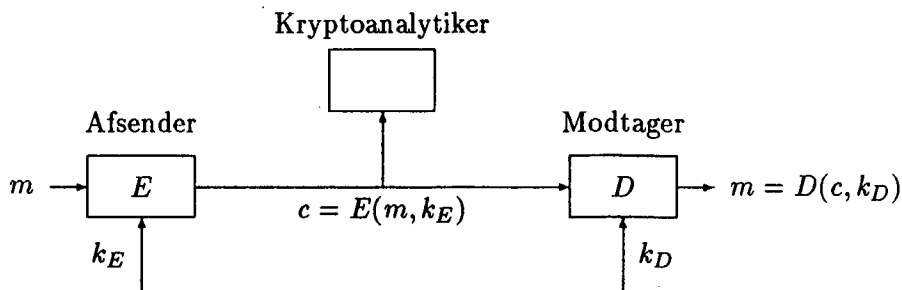 Kryptoanalytiker
Afsender
Modtager
m
E
D
m = D(c, k_D)
c = E(m, k_E)
k_E
k_D